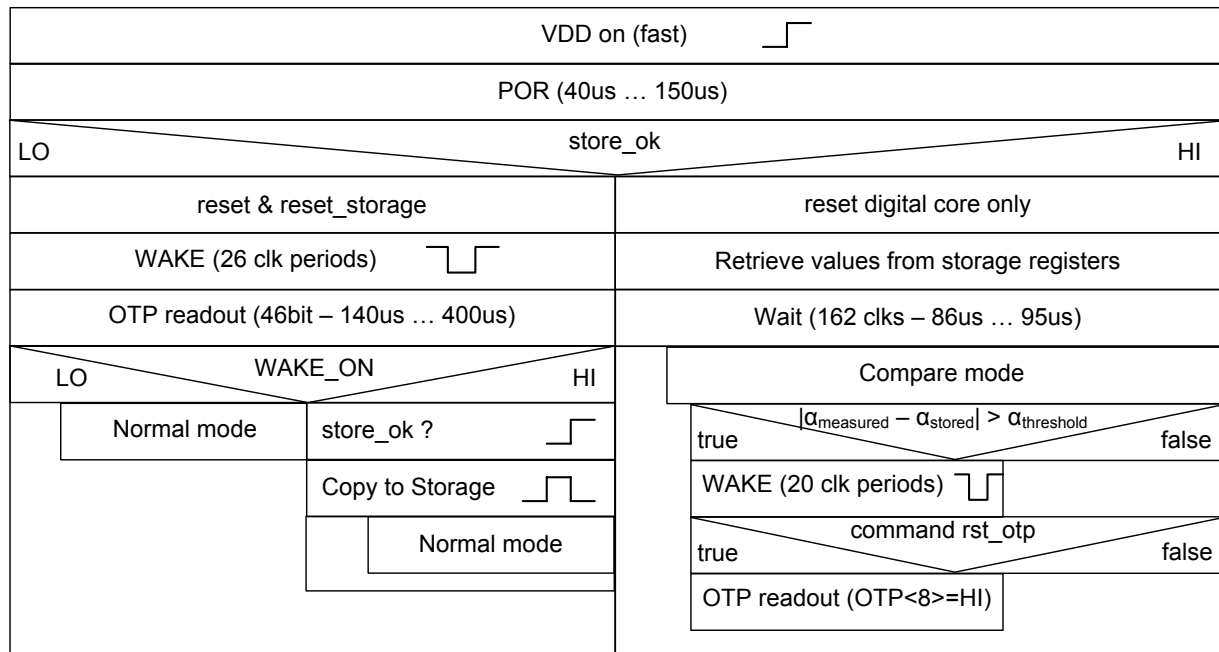 VDD on (fast)
POR (40us … 150us)
store_ok
LO
HI
reset & reset_storage
reset digital core only
WAKE (26 clk periods)
Retrieve values from storage registers
OTP readout (46bit – 140us … 400us)
Wait (162 clks – 86us … 95us)
WAKE_ON
LO
HI
Compare mode
Normal mode
store_ok ?
|αmeasured – αstored| > αthreshold
true
false
Copy to Storage
WAKE (20 clk periods)
Normal mode
command rst_otp
true
false
OTP readout (OTP<8>=HI)